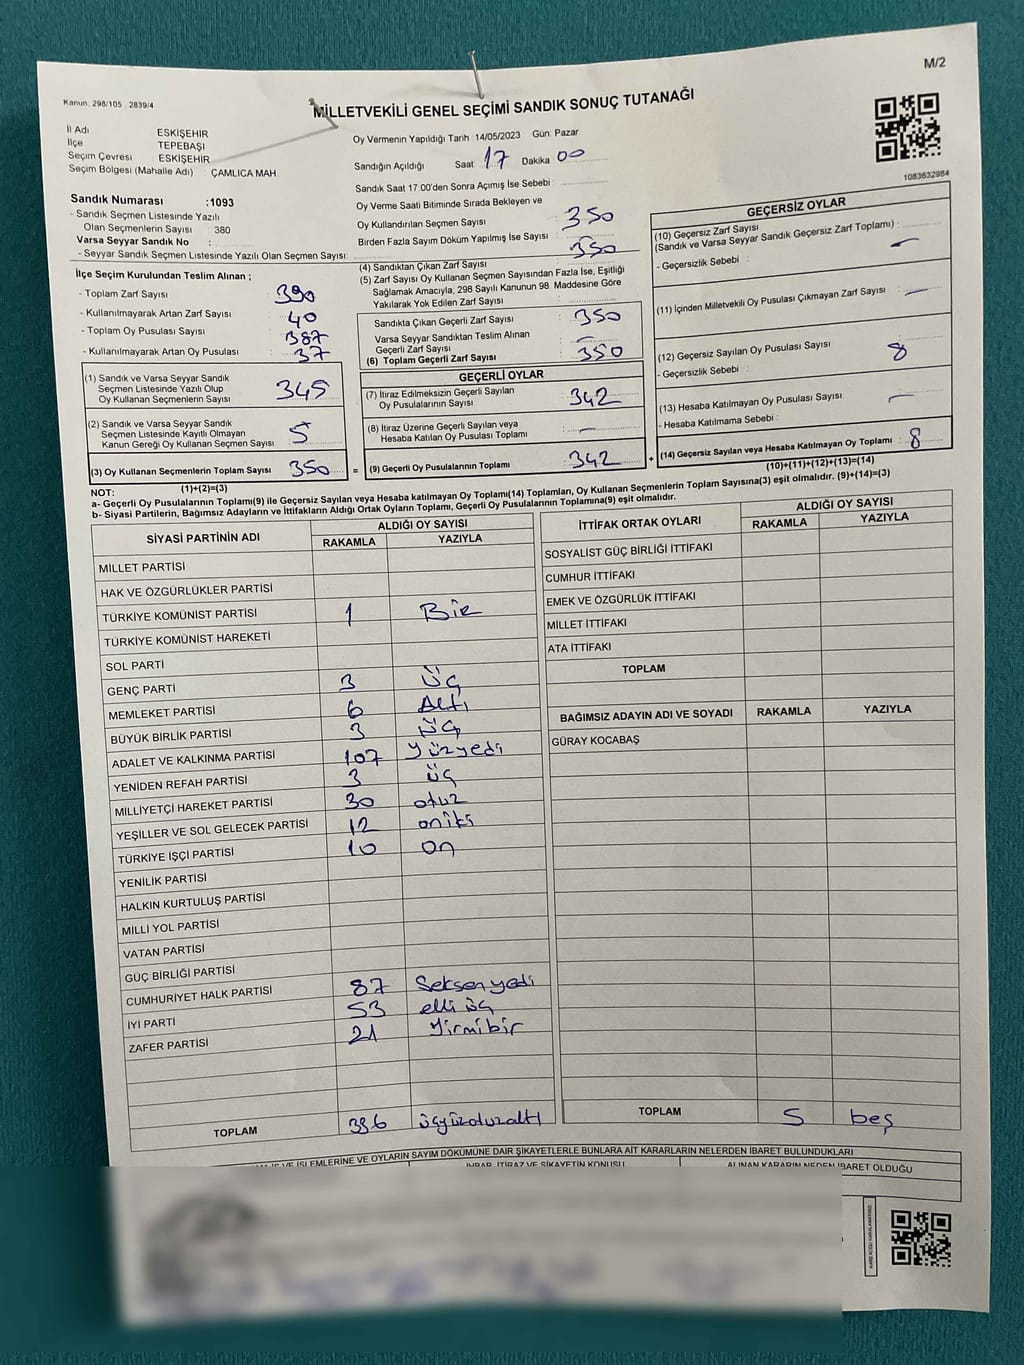 M/2
Kanun, 298/105 , 2839/4
MİLLETVEKİLİ GENEL SEÇİMİ SANDIK SONUÇ TUTANAĞI
İl Adı ESKİŞEHİR
İlçe TEPEBAŞI
Seçim Çevresi ESKİŞEHİR
Seçim Bölgesi (Mahalle Adı) : ÇAMLICA MAH
Oy Vermenin Yapıldığı Tarih : 14/05/2023 Gün: Pazar
Sandığın Açıldığı Saat: 17 Dakika 00
Sandık Saat 17.00'den Sonra Açımış İse Sebebi :
1083632984
Sandık Numarası :1093
- Sandık Seçmen Listesinde Yazılı
Olan Seçmenlerin Sayısı : 380
Varsa Seyyar Sandık No :
- Seyyar Sandık Seçmen Listesinde Yazılı Olan Seçmen Sayısı:
Oy Verme Saati Bitiminde Sırada Bekleyen ve
Oy Kullandırılan Seçmen Sayısı : 350
Birden Fazla Sayım Döküm Yapılmış İse Sayısı 350
İlçe Seçim Kurulundan Teslim Alınan ;
- Toplam Zarf Sayısı 390
- Kullanılmayarak Artan Zarf Sayısı : 40
- Toplam Oy Pusulası Sayısı 387
- Kullanılmayarak Artan Oy Pusulası 37
(4) Sandıktan Çıkan Zarf Sayısı
(5) Zarf Sayısı Oy Kullanan Seçmen Sayısından Fazla İse, Eşitliği
Sağlamak Amacıyla, 298 Sayılı Kanunun 98. Maddesine Göre
Yakılarak Yok Edilen Zarf Sayısı
Sandıkta Çıkan Geçerli Zarf Sayısı : 350
Varsa Seyyar Sandıktan Teslim Alınan
Geçerli Zarf Sayısı : -
(6) Toplam Geçerli Zarf Sayısı 350
(1) Sandık ve Varsa Seyyar Sandık
Seçmen Listesinde Yazılı Olup
Oy Kullanan Seçmenlerin Sayısı 345
(2) Sandık ve Varsa Seyyar Sandık
Seçmen Listesinde Kayıtlı Olmayan
Kanun Gereği Oy Kullanan Seçmen Sayısı 5
(3) Oy Kullanan Seçmenlerin Toplam Sayısı 350
(1)+(2)=(3)
=
GEÇERLİ OYLAR
(7) İtiraz Edilmeksizin Geçerli Sayılan
Oy Pusulalarının Sayısı : 342
(8) İtiraz Üzerine Geçerli Sayılan veya
Hesaba Katılan Oy Pusulası Toplamı : -
(9) Geçerli Oy Pusulalarının Toplamı 342
+
GEÇERSİZ OYLAR
(10) Geçersiz Zarf Sayısı
(Sandık ve Varsa Seyyar Sandık Geçersiz Zarf Toplamı) : -
- Geçersizlik Sebebi :
(11) İçinden Milletvekili Oy Pusulası Çıkmayan Zarf Sayısı -
(12) Geçersiz Sayılan Oy Pusulası Sayısı 8
- Geçersizlik Sebebi :
(13) Hesaba Katılmayan Oy Pusulası Sayısı -
- Hesaba Katılmama Sebebi :
(14) Geçersiz Sayılan veya Hesaba Katılmayan Oy Toplamı : 8
(10)+(11)+(12)+(13)=(14)
NOT:
a- Geçerli Oy Pusulalarının Toplamı(9) ile Geçersiz Sayılan veya Hesaba katılmayan Oy Toplamı(14) Toplamları, Oy Kullanan Seçmenlerin Toplam Sayısına(3) eşit olmalıdır. (9)+(14)=(3)
b- Siyasi Partilerin, Bağımsız Adayların ve İttifakların Aldığı Ortak Oyların Toplamı, Geçerli Oy Pusulalarının Toplamına(9) eşit olmalıdır.
SİYASİ PARTİNİN ADI ALDIĞI OY SAYISI
RAKAMLA YAZIYLA
MİLLET PARTİSİ
HAK VE ÖZGÜRLÜKLER PARTİSİ
TÜRKİYE KOMÜNİST PARTİSİ 1 Bir
TÜRKİYE KOMÜNİST HAREKETİ
SOL PARTİ
GENÇ PARTİ 3 üç
MEMLEKET PARTİSİ 6 Altı
BÜYÜK BİRLİK PARTİSİ 3 üç
ADALET VE KALKINMA PARTİSİ 107 yüzyedi
YENİDEN REFAH PARTİSİ 3 üç
MİLLİYETÇİ HAREKET PARTİSİ 30 otuz
YEŞİLLER VE SOL GELECEK PARTİSİ 12 oniki
TÜRKİYE İŞÇİ PARTİSİ 10 on
YENİLİK PARTİSİ
HALKIN KURTULUŞ PARTİSİ
MİLLİ YOL PARTİSİ
VATAN PARTİSİ
GÜÇ BİRLİĞİ PARTİSİ
CUMHURİYET HALK PARTİSİ 87 Seksenyedi
İYİ PARTİ 53 elli üç
ZAFER PARTİSİ 21 Yirmibir
TOPLAM 336 üçyüzotuzaltı
İTTİFAK ORTAK OYLARI ALDIĞI OY SAYISI
RAKAMLA YAZIYLA
SOSYALİST GÜÇ BİRLİĞİ İTTİFAKI
CUMHUR İTTİFAKI
EMEK VE ÖZGÜRLÜK İTTİFAKI
MİLLET İTTİFAKI
ATA İTTİFAKI
TOPLAM
BAĞIMSIZ ADAYIN ADI VE SOYADI RAKAMLA YAZIYLA
GÜRAY KOCABAŞ
TOPLAM 5 beş
VE İŞLEMLERİNE VE OYLARIN SAYIM DÖKÜMÜNE DAİR ŞİKAYETLERLE BUNLARA AİT KARARLARIN NELERDEN İBARET BULUNDUKLARI
İHBAR, İTİRAZ VE ŞİKAYETİN KONUSU ALINAN KARARIN NEDEN İBARET OLDUĞU